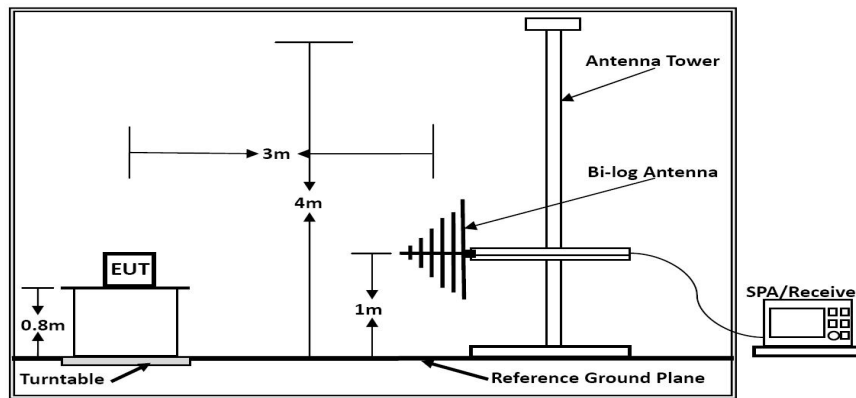 Antenna Tower
3m
Bi-log Antenna
4m
EUT
1m
0.8m
SPA/Receive
Turntable
Reference Ground Plane